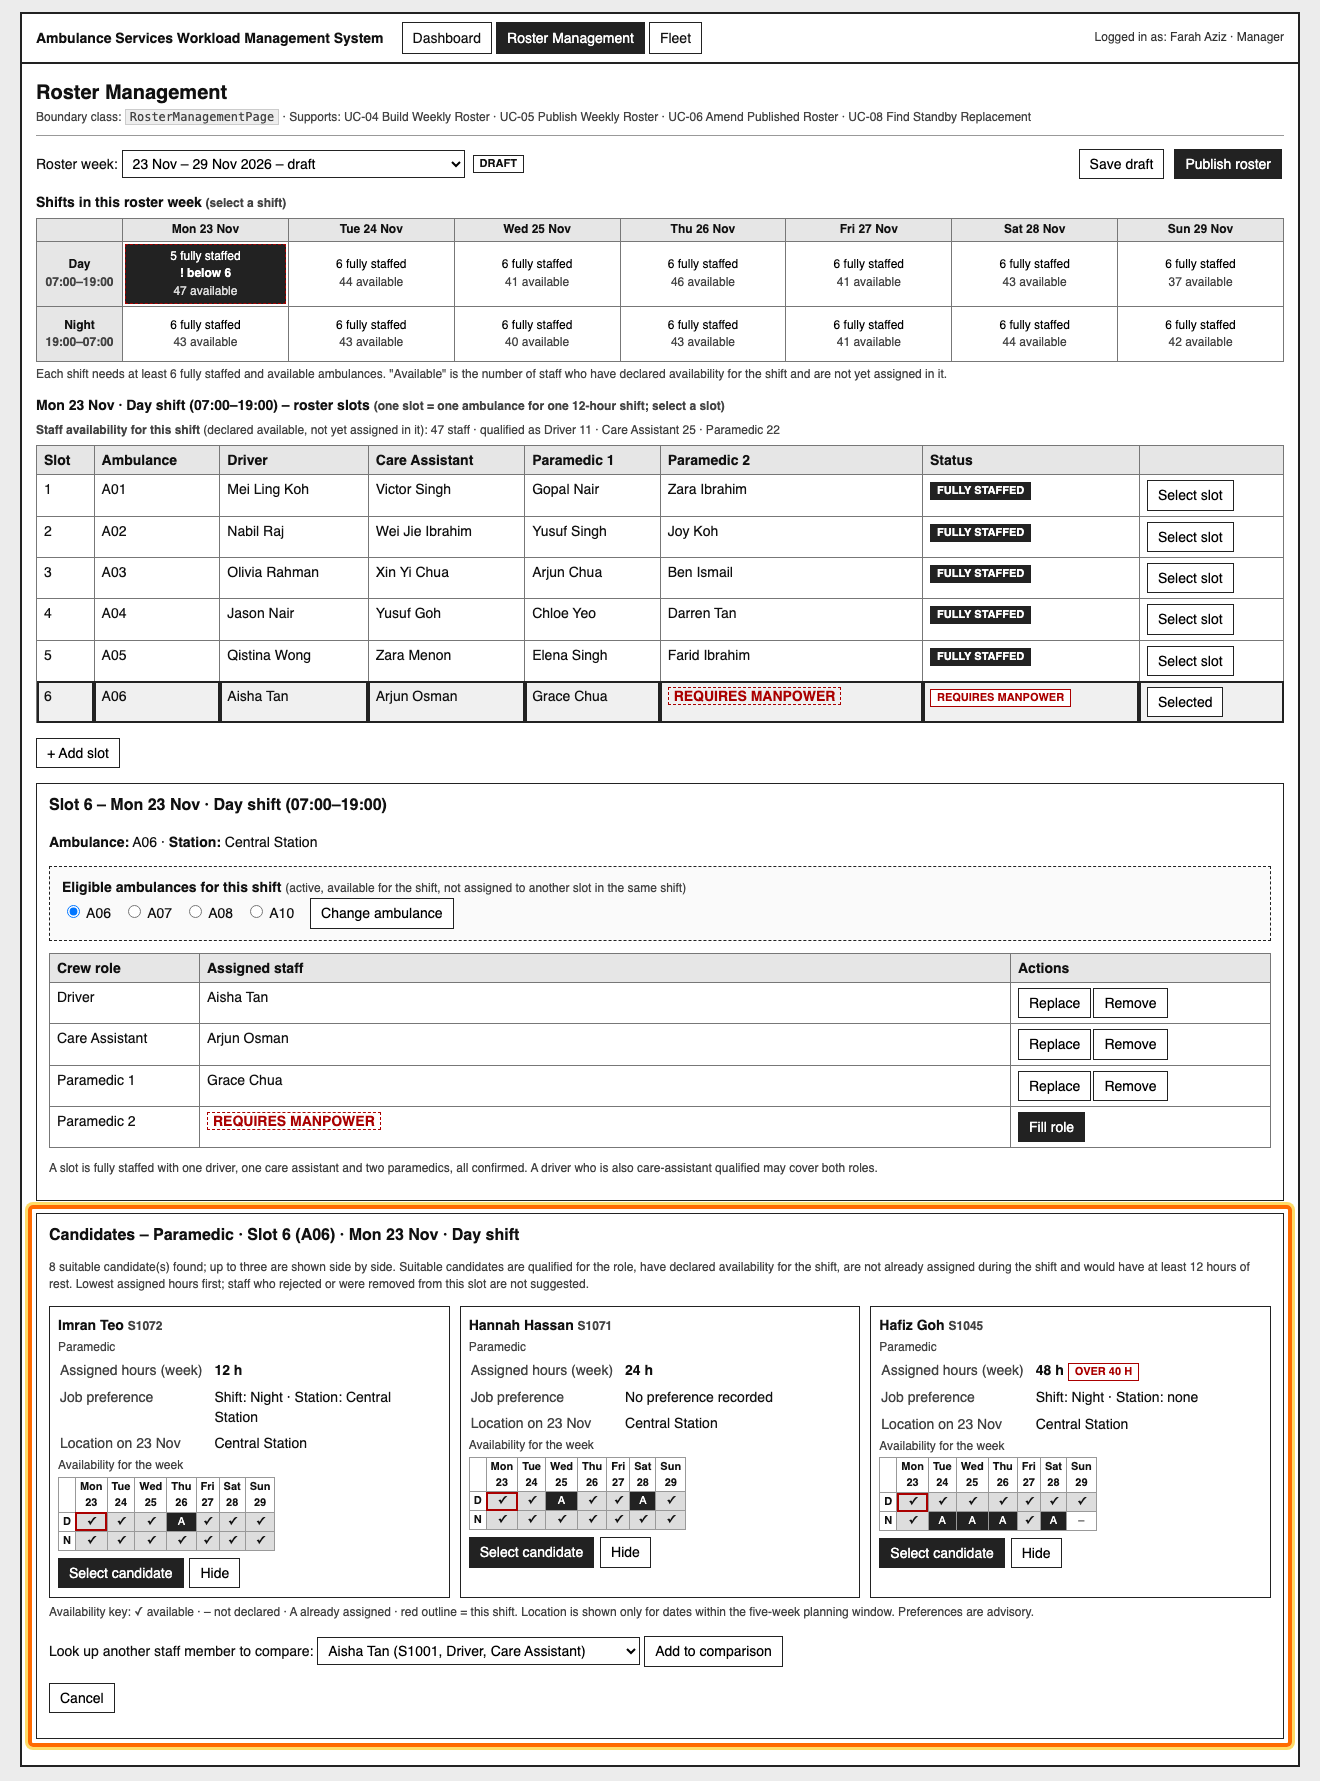 Ambulance Services Workload Management System Dashboard Roster Management Fleet Logged in as: Farah Aziz · Manager
Roster Management
Boundary class: RosterManagementPage · Supports: UC-04 Build Weekly Roster · UC-05 Publish Weekly Roster · UC-06 Amend Published Roster · UC-08 Find Standby Replacement
Roster week: 23 Nov – 29 Nov 2026 – draft DRAFT Save draft Publish roster
Shifts in this roster week (select a shift)
Mon 23 Nov Tue 24 Nov Wed 25 Nov Thu 26 Nov Fri 27 Nov Sat 28 Nov Sun 29 Nov
Day 07:00–19:00 5 fully staffed ! below 6 47 available 6 fully staffed 44 available 6 fully staffed 41 available 6 fully staffed 46 available 6 fully staffed 41 available 6 fully staffed 43 available 6 fully staffed 37 available
Night 19:00–07:00 6 fully staffed 43 available 6 fully staffed 43 available 6 fully staffed 40 available 6 fully staffed 43 available 6 fully staffed 41 available 6 fully staffed 44 available 6 fully staffed 42 available
Each shift needs at least 6 fully staffed and available ambulances. "Available" is the number of staff who have declared availability for the shift and are not yet assigned in it.
Mon 23 Nov · Day shift (07:00–19:00) – roster slots (one slot = one ambulance for one 12-hour shift; select a slot)
Staff availability for this shift (declared available, not yet assigned in it): 47 staff · qualified as Driver 11 · Care Assistant 25 · Paramedic 22
Slot Ambulance Driver Care Assistant Paramedic 1 Paramedic 2 Status
1 A01 Mei Ling Koh Victor Singh Gopal Nair Zara Ibrahim FULLY STAFFED Select slot
2 A02 Nabil Raj Wei Jie Ibrahim Yusuf Singh Joy Koh FULLY STAFFED Select slot
3 A03 Olivia Rahman Xin Yi Chua Arjun Chua Ben Ismail FULLY STAFFED Select slot
4 A04 Jason Nair Yusuf Goh Chloe Yeo Darren Tan FULLY STAFFED Select slot
5 A05 Qistina Wong Zara Menon Elena Singh Farid Ibrahim FULLY STAFFED Select slot
6 A06 Aisha Tan Arjun Osman Grace Chua REQUIRES MANPOWER REQUIRES MANPOWER Selected
+ Add slot
Slot 6 – Mon 23 Nov · Day shift (07:00–19:00)
Ambulance: A06 · Station: Central Station
Eligible ambulances for this shift (active, available for the shift, not assigned to another slot in the same shift)
A06 A07 A08 A10 Change ambulance
Crew role Assigned staff Actions
Driver Aisha Tan Replace Remove
Care Assistant Arjun Osman Replace Remove
Paramedic 1 Grace Chua Replace Remove
Paramedic 2 REQUIRES MANPOWER Fill role
A slot is fully staffed with one driver, one care assistant and two paramedics, all confirmed. A driver who is also care-assistant qualified may cover both roles.
Candidates – Paramedic · Slot 6 (A06) · Mon 23 Nov · Day shift
8 suitable candidate(s) found; up to three are shown side by side. Suitable candidates are qualified for the role, have declared availability for the shift, are not already assigned during the shift and would have at least 12 hours of
rest. Lowest assigned hours first; staff who rejected or were removed from this slot are not suggested.
Imran Teo S1072
Paramedic
Assigned hours (week) 12 h
Job preference Shift: Night · Station: Central
Station
Location on 23 Nov Central Station
Availability for the week
Mon Tue Wed Thu Fri Sat Sun
23 24 25 26 27 28 29
D ✓ ✓ ✓ A ✓ ✓ ✓
N ✓ ✓ ✓ ✓ ✓ ✓ ✓
Select candidate Hide
Hannah Hassan S1071
Paramedic
Assigned hours (week) 24 h
Job preference No preference recorded
Location on 23 Nov Central Station
Availability for the week
Mon Tue Wed Thu Fri Sat Sun
23 24 25 26 27 28 29
D ✓ ✓ A ✓ ✓ A ✓
N ✓ ✓ ✓ ✓ ✓ ✓ ✓
Select candidate Hide
Hafiz Goh S1045
Paramedic
Assigned hours (week) 48 h OVER 40 H
Job preference Shift: Night · Station: none
Location on 23 Nov Central Station
Availability for the week
Mon Tue Wed Thu Fri Sat Sun
23 24 25 26 27 28 29
D ✓ ✓ ✓ ✓ ✓ ✓ ✓
N ✓ A A A ✓ A –
Select candidate Hide
Availability key: ✓ available · – not declared · A already assigned · red outline = this shift. Location is shown only for dates within the five-week planning window. Preferences are advisory.
Look up another staff member to compare: Aisha Tan (S1001, Driver, Care Assistant) Add to comparison
Cancel